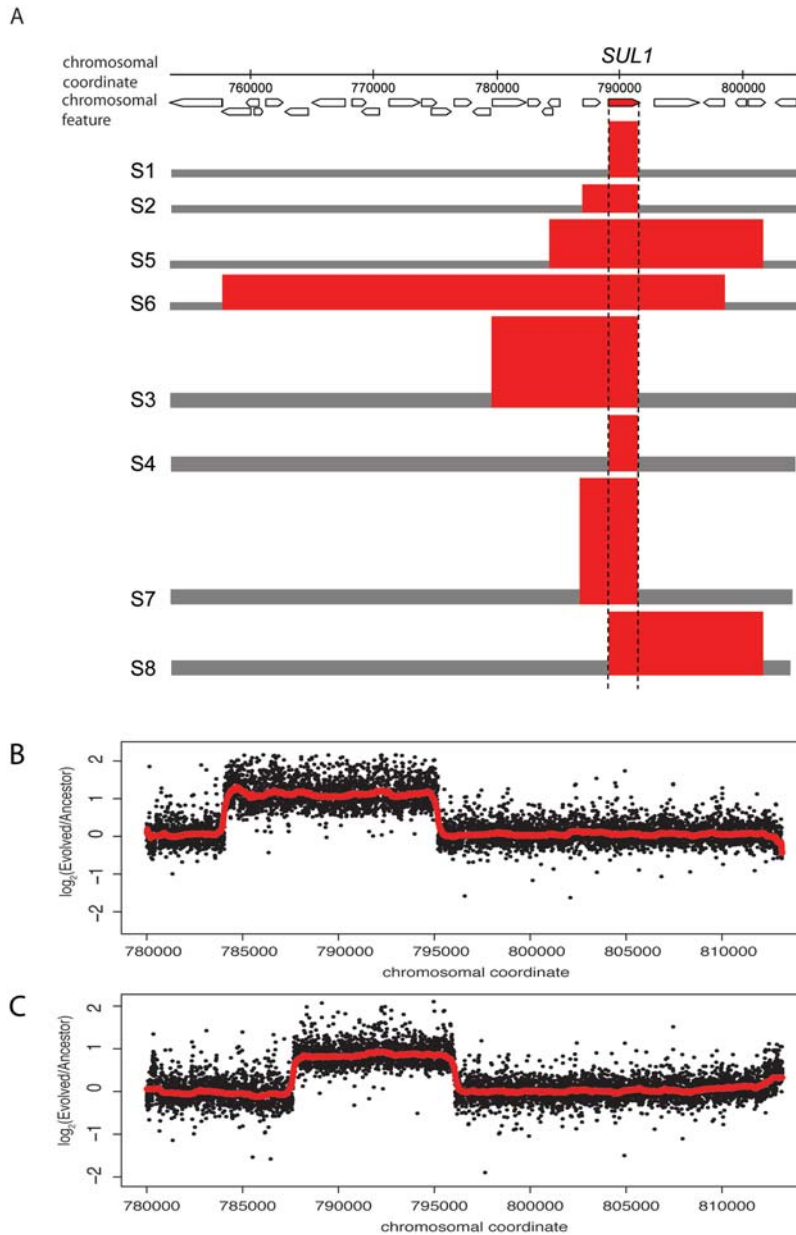 A
SUL1
chromosomal
coordinate
760000 770000 780000 790000 800000
chromosomal
feature
S1
S2
S5
S6
S3
S4
S7
S8
B
log2(Evolved/Ancestor)
2
1
0
−1
−2
780000 785000 790000 795000 800000 805000 810000
chromosomal coordinate
C
log2(Evolved/Ancestor)
2
1
0
−1
−2
780000 785000 790000 795000 800000 805000 810000
chromosomal coordinate